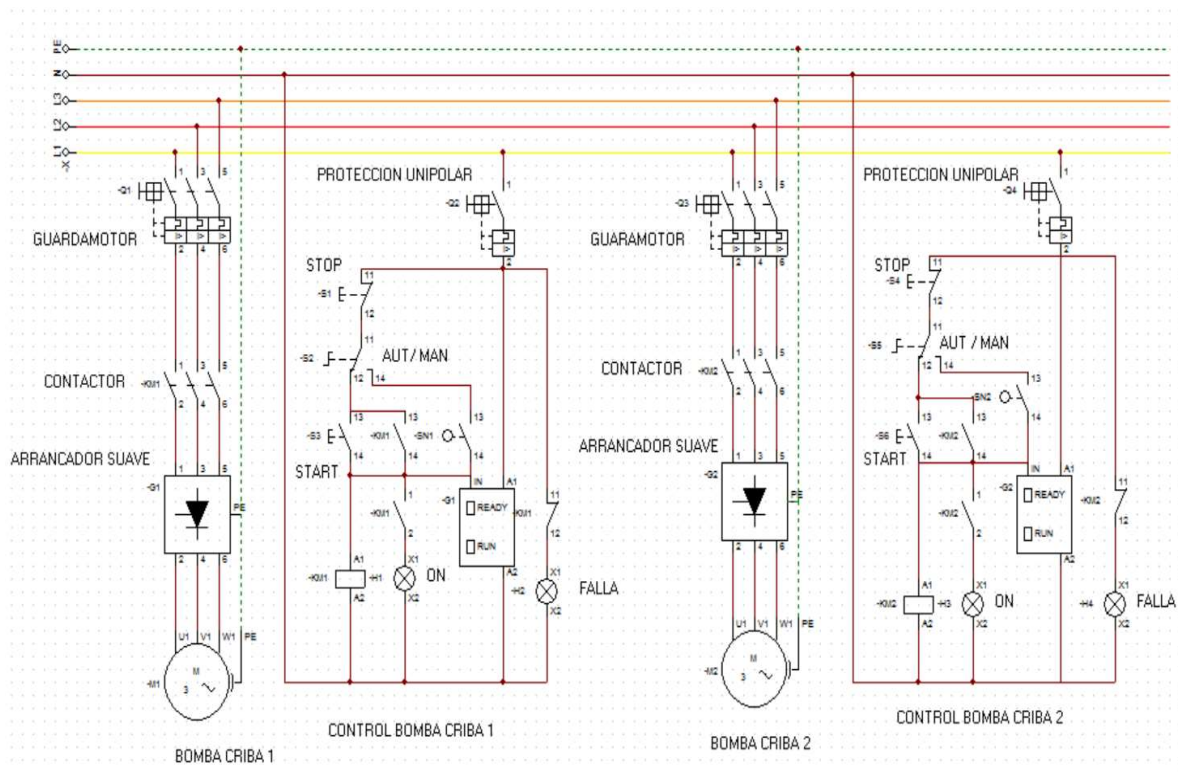 PE
N
L3
L2
L1
-X
-Q1
1 3 5
2 4 6
GUARDAMOTOR
PROTECCION UNIPOLAR
-Q2
1
2
STOP
-S1
11
12
-S2
11
AUT / MAN
12 14
CONTACTOR
-KM1
1 3 5
2 4 6
-S3
13
14
START
-KM1
13
14
-SN1
13
14
ARRANCADOR SUAVE
-G1
1 3 5
PE
2 4 6
-KM1
1
2
IN A1
-G1
READY
RUN
A2
-KM1
11
12
-KM1
A1
A2
-H1
X1
X2
ON
-H2
X1
X2
FALLA
U1 V1 W1 PE
-M1
M
3
CONTROL BOMBA CRIBA 1
BOMBA CRIBA 1
-Q3
1 3 5
2 4 6
GUARAMOTOR
PROTECCION UNIPOLAR
-Q4
1
2
STOP
-S4
11
12
-S5
11
AUT / MAN
12 14
CONTACTOR
-KM2
1 3 5
2 4 6
-S6
13
14
START
-KM2
13
14
-SN2
13
14
ARRANCADOR SUAVE
-G2
1 3 5
PE
2 4 6
-KM2
1
2
IN A1
-G2
READY
RUN
A2
-KM2
11
12
-KM2
A1
A2
-H3
X1
X2
ON
-H4
X1
X2
FALLA
U1 V1 W1 PE
-M2
M
3
CONTROL BOMBA CRIBA 2
BOMBA CRIBA 2